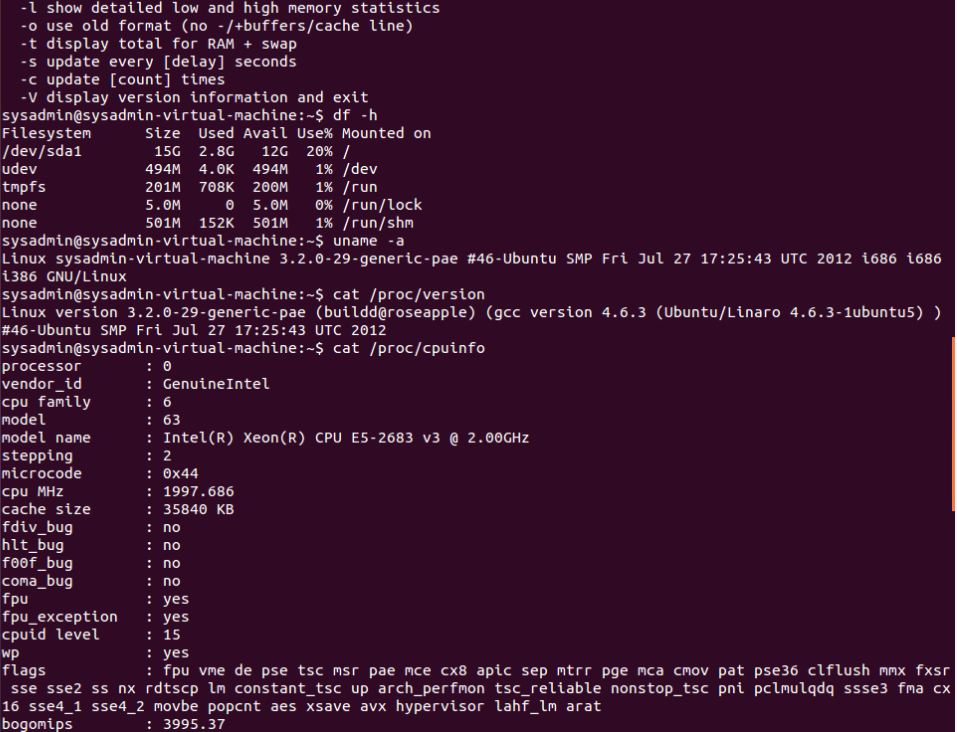 -l show detailed low and high memory statistics
  -o use old format (no -/+buffers/cache line)
  -t display total for RAM + swap
  -s update every [delay] seconds
  -c update [count] times
  -V display version information and exit
sysadmin@sysadmin-virtual-machine:~$ df -h
Filesystem      Size  Used Avail Use% Mounted on
/dev/sda1        15G  2.8G   12G  20% /
udev            494M  4.0K  494M   1% /dev
tmpfs           201M  708K  200M   1% /run
none            5.0M     0  5.0M   0% /run/lock
none            501M  152K  501M   1% /run/shm
sysadmin@sysadmin-virtual-machine:~$ uname -a
Linux sysadmin-virtual-machine 3.2.0-29-generic-pae #46-Ubuntu SMP Fri Jul 27 17:25:43 UTC 2012 i686 i686
i386 GNU/Linux
sysadmin@sysadmin-virtual-machine:~$ cat /proc/version
Linux version 3.2.0-29-generic-pae (buildd@roseapple) (gcc version 4.6.3 (Ubuntu/Linaro 4.6.3-1ubuntu5) )
#46-Ubuntu SMP Fri Jul 27 17:25:43 UTC 2012
sysadmin@sysadmin-virtual-machine:~$ cat /proc/cpuinfo
processor       : 0
vendor_id       : GenuineIntel
cpu family      : 6
model           : 63
model name      : Intel(R) Xeon(R) CPU E5-2683 v3 @ 2.00GHz
stepping        : 2
microcode       : 0x44
cpu MHz         : 1997.686
cache size      : 35840 KB
fdiv_bug        : no
hlt_bug         : no
f00f_bug        : no
coma_bug        : no
fpu             : yes
fpu_exception   : yes
cpuid level     : 15
wp              : yes
flags           : fpu vme de pse tsc msr pae mce cx8 apic sep mtrr pge mca cmov pat pse36 clflush mmx fxsr
 sse sse2 ss nx rdtscp lm constant_tsc up arch_perfmon tsc_reliable nonstop_tsc pni pclmulqdq ssse3 fma cx
16 sse4_1 sse4_2 movbe popcnt aes xsave avx hypervisor lahf_lm arat
bogomips        : 3995.37